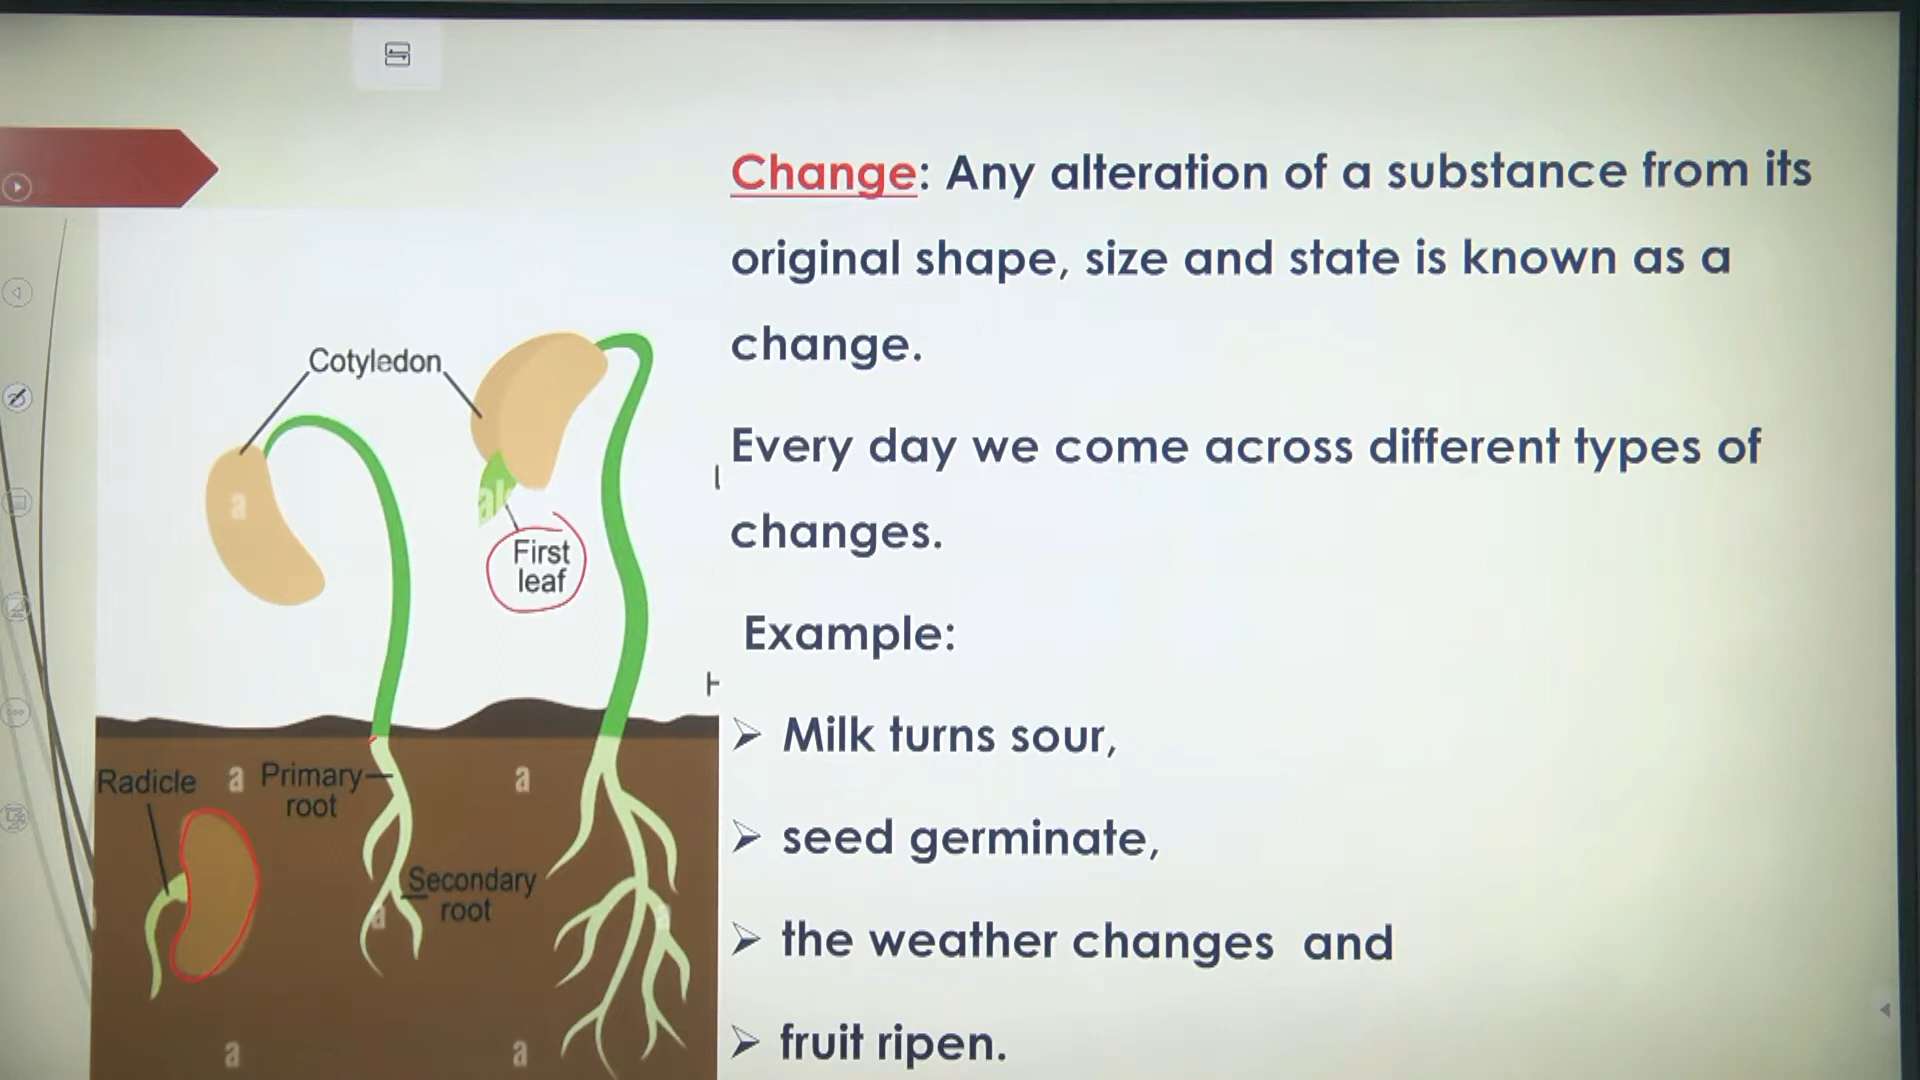 Change: Any alteration of a substance from its
original shape, size and state is known as a
change.
Every day we come across different types of
changes.
Example:
➢ Milk turns sour,
➢ seed germinate,
➢ the weather changes and
➢ fruit ripen.
Cotyledon
First
leaf
Radicle
Primary
root
Secondary
root
a
al
a
a
a
a
a
a